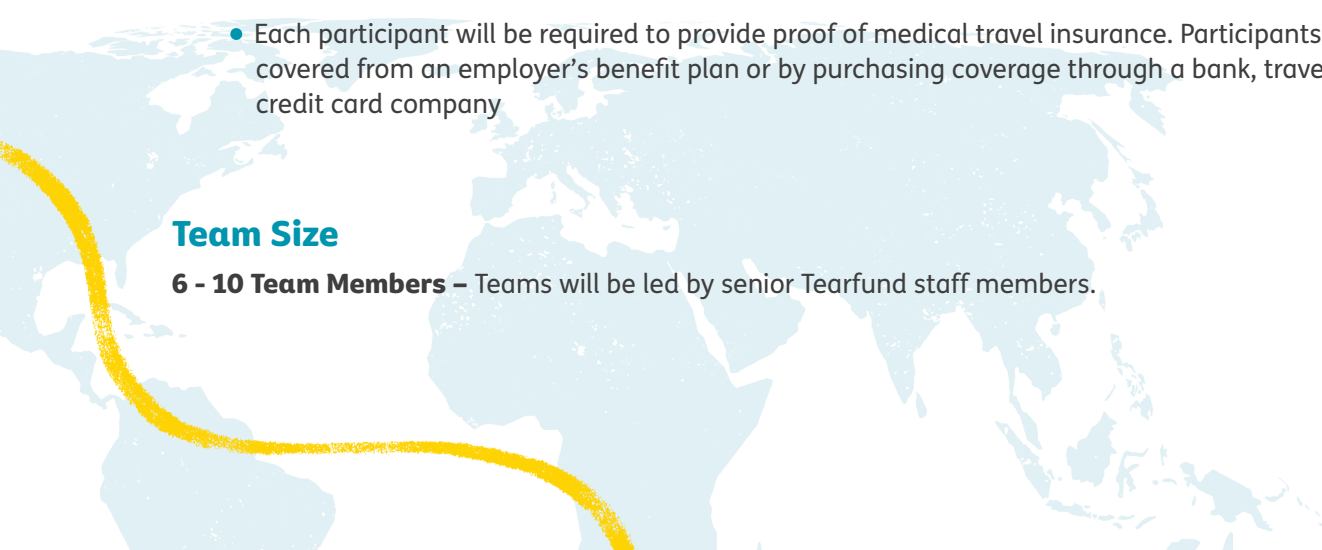 • Each participant will be required to provide proof of medical travel insurance. Participants
covered from an employer’s benefit plan or by purchasing coverage through a bank, trave
credit card company
Team Size
6 - 10 Team Members – Teams will be led by senior Tearfund staff members.